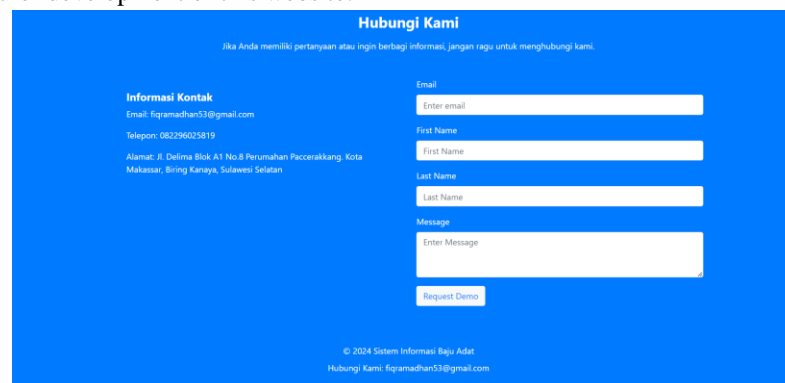 Hubungi Kami
Jika Anda memiliki pertanyaan atau ingin berbagi informasi, jangan ragu untuk menghubungi kami.
Informasi Kontak
Email: fiqramadhan53@gmail.com
Telepon: 082296025819
Alamat: Jl. Delima Blok A1 No.8 Perumahan Paccerakkang. Kota
Makassar, Biring Kanaya, Sulawesi Selatan
Email
Enter email
First Name
First Name
Last Name
Last Name
Message
Enter Message
Request Demo
© 2024 Sistem Informasi Baju Adat
Hubungi Kami: fiqramadhan53@gmail.com